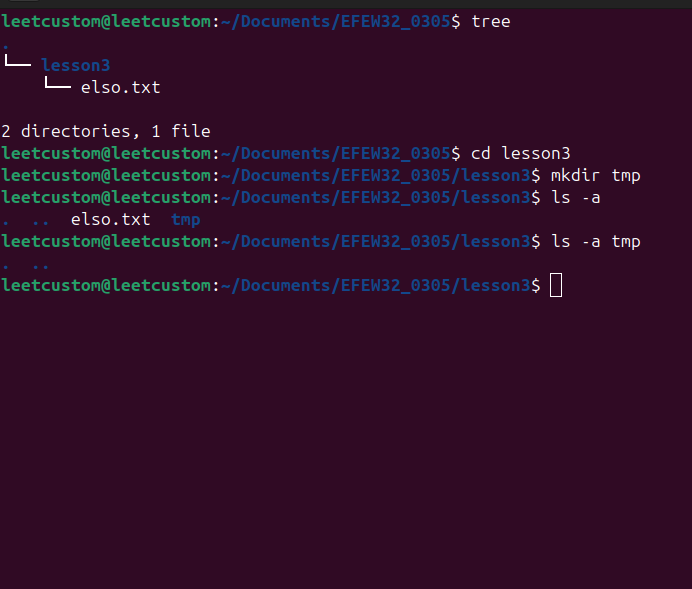 leetcustom@leetcustom:~/Documents/EFEW32_0305$ tree
.
└── lesson3
    └── elso.txt
2 directories, 1 file
leetcustom@leetcustom:~/Documents/EFEW32_0305$ cd lesson3
leetcustom@leetcustom:~/Documents/EFEW32_0305/lesson3$ mkdir tmp
leetcustom@leetcustom:~/Documents/EFEW32_0305/lesson3$ ls -a
.  ..  elso.txt  tmp
leetcustom@leetcustom:~/Documents/EFEW32_0305/lesson3$ ls -a tmp
.  ..
leetcustom@leetcustom:~/Documents/EFEW32_0305/lesson3$